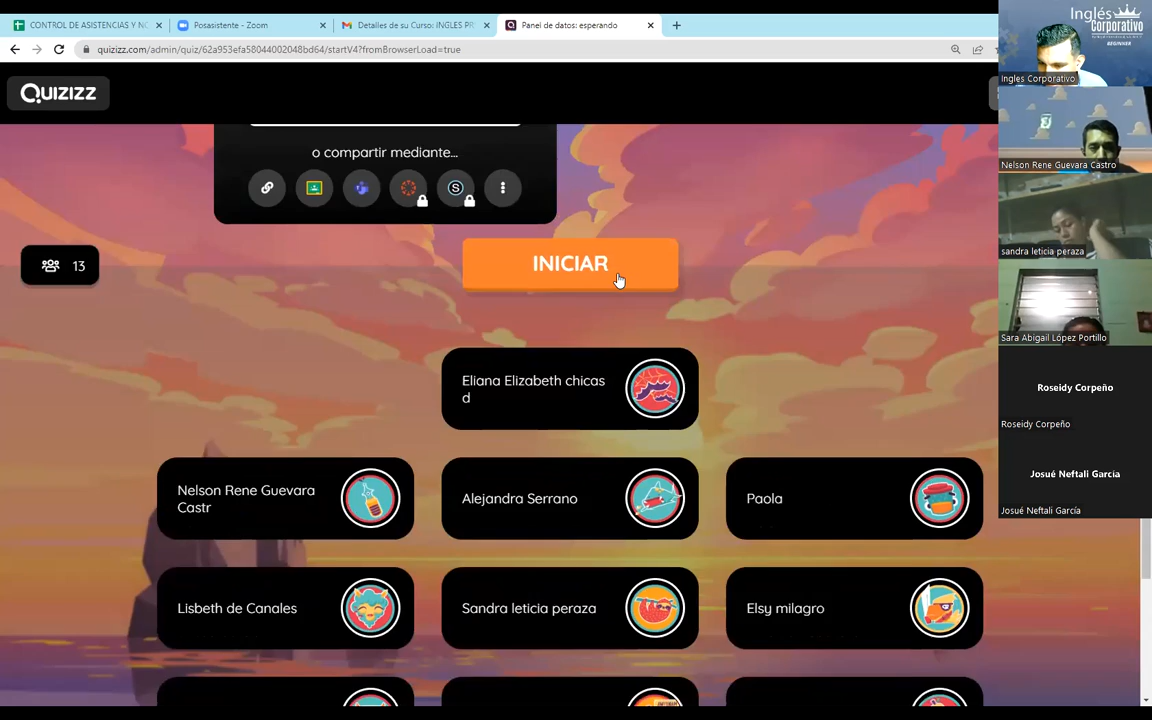 CONTROL DE ASISTENCIAS Y NO
Posasistente - Zoom
Detalles de su Curso: INGLES PR
Panel de datos: esperando
quizizz.com/admin/quiz/62a953efa58044002048bd64/startV4?fromBrowserLoad=true
Quizizz
o compartir mediante...
S
13
INICIAR
Eliana Elizabeth chicas
d
Nelson Rene Guevara
Castr
Alejandra Serrano
Paola
Lisbeth de Canales
Sandra leticia peraza
Elsy milagro
Inglés
Corporativo
BEGINNER
Ingles Corporativo
Nelson Rene Guevara Castro
sandra leticia peraza
Sara Abigail López Portillo
Roseidy Corpeño
Roseidy Corpeño
Josué Neftali García
Josué Neftali García